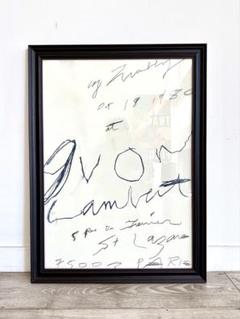 cy Twombly
at
Yvon
Lambert
5 rue du Grenier
St Lazare
75003 PARIS